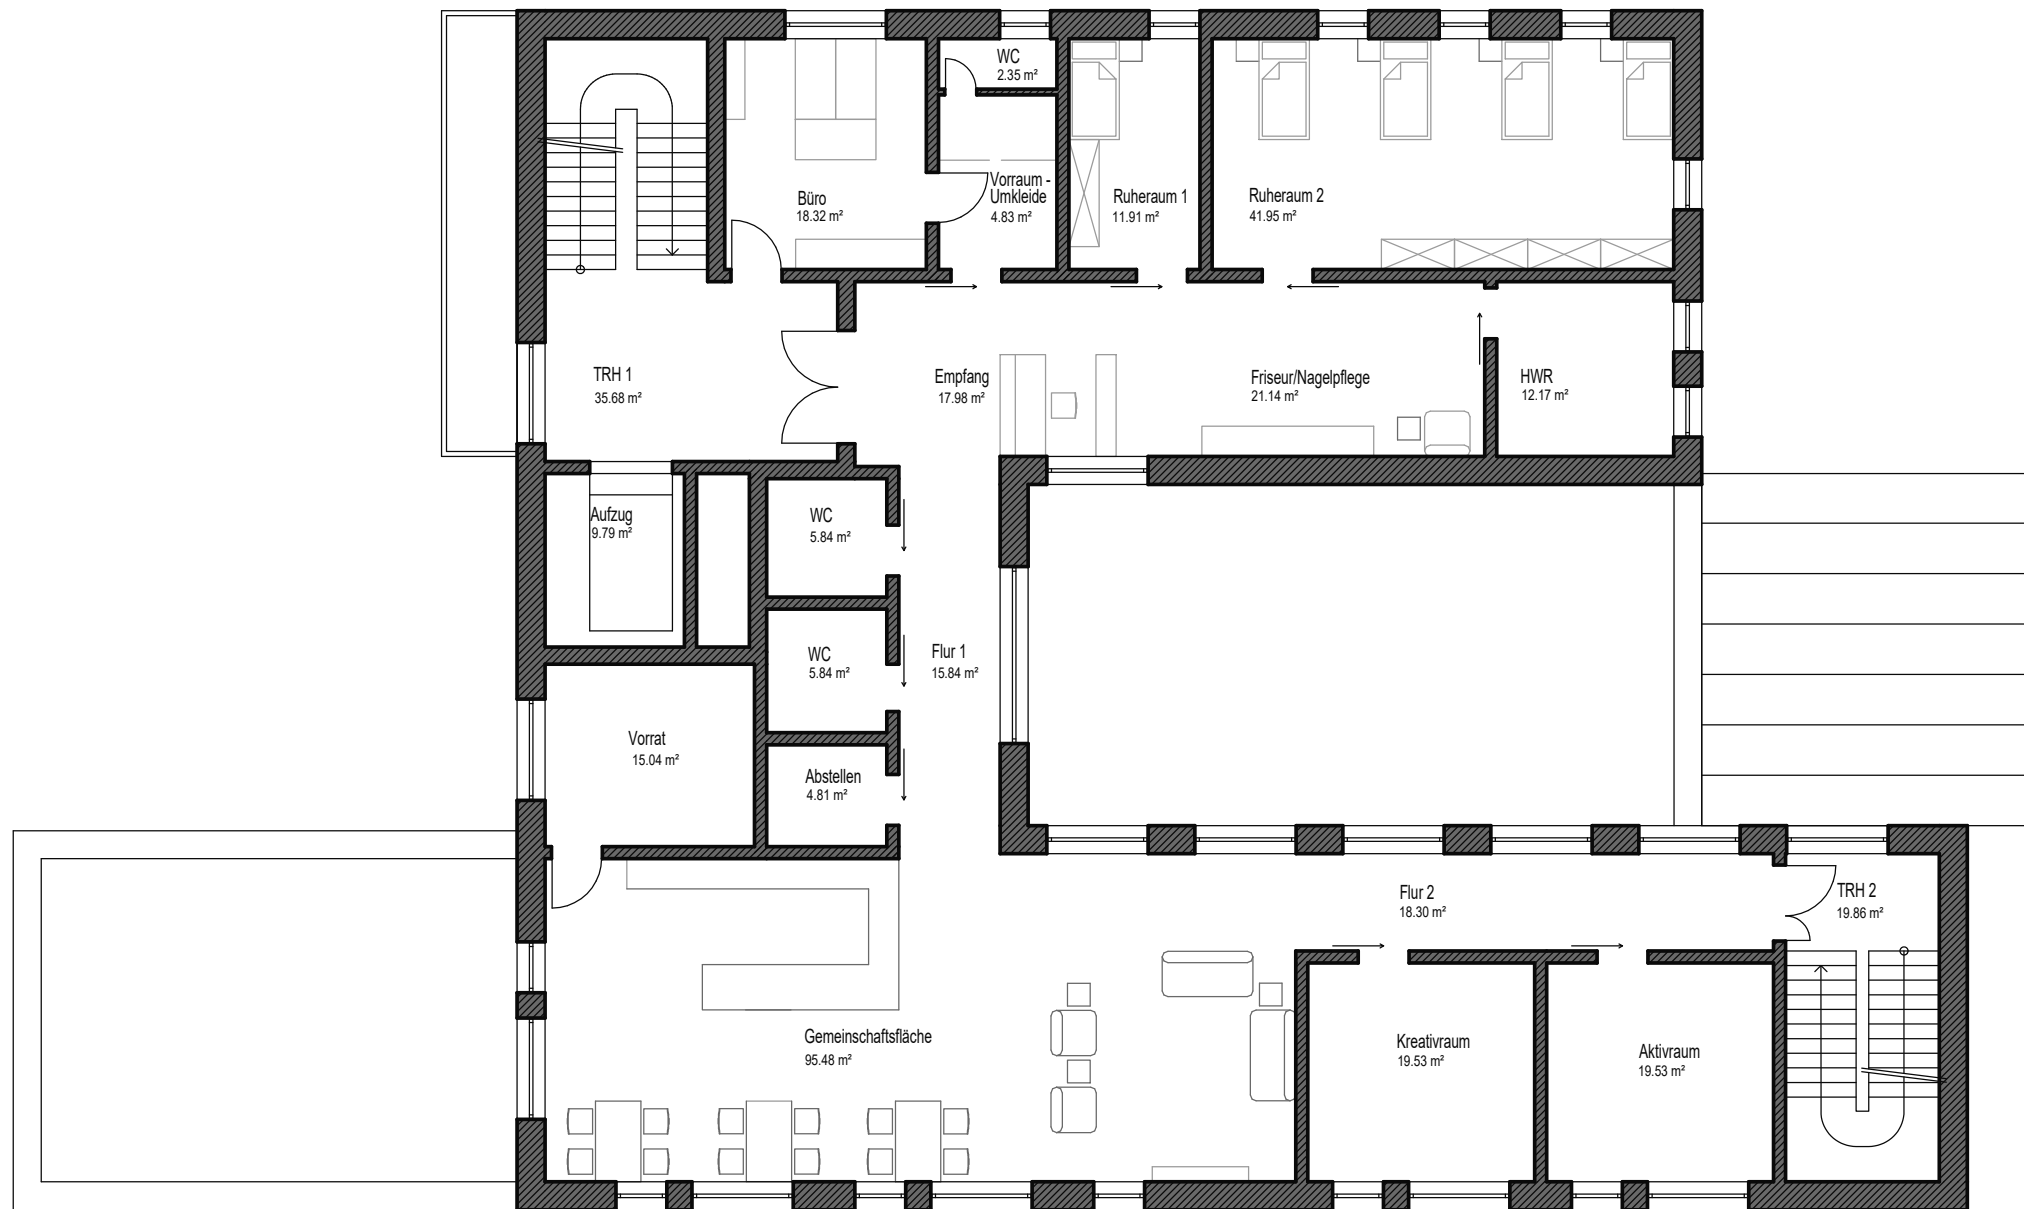 WC
2.35 m²
Büro
18.32 m²
Vorraum -
Umkleide
4.83 m²
Ruheraum 1
11.91 m²
Ruheraum 2
41.95 m²
TRH 1
35.68 m²
Empfang
17.98 m²
Friseur/Nagelpflege
21.14 m²
HWR
12.17 m²
Aufzug
9.79 m²
WC
5.84 m²
WC
5.84 m²
Flur 1
15.84 m²
Vorrat
15.04 m²
Abstellen
4.81 m²
Flur 2
18.30 m²
TRH 2
19.86 m²
Gemeinschaftsfläche
95.48 m²
Kreativraum
19.53 m²
Aktivraum
19.53 m²